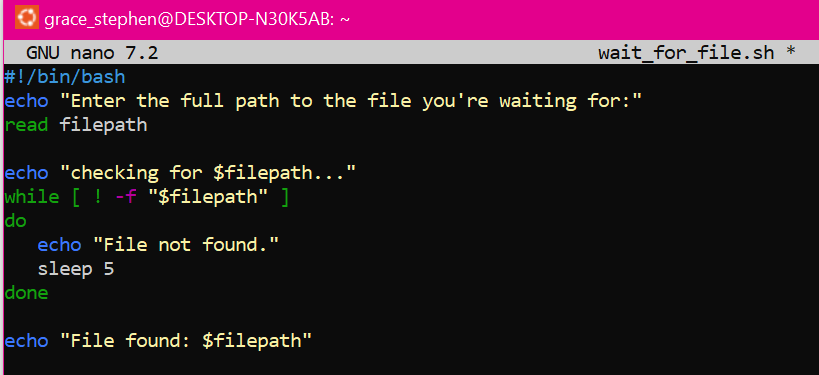 grace_stephen@DESKTOP-N30K5AB: ~
GNU nano 7.2 wait_for_file.sh *
#!/bin/bash
echo "Enter the full path to the file you're waiting for:"
read filepath
echo "checking for $filepath..."
while [ ! -f "$filepath" ]
do
echo "File not found."
sleep 5
done
echo "File found: $filepath"